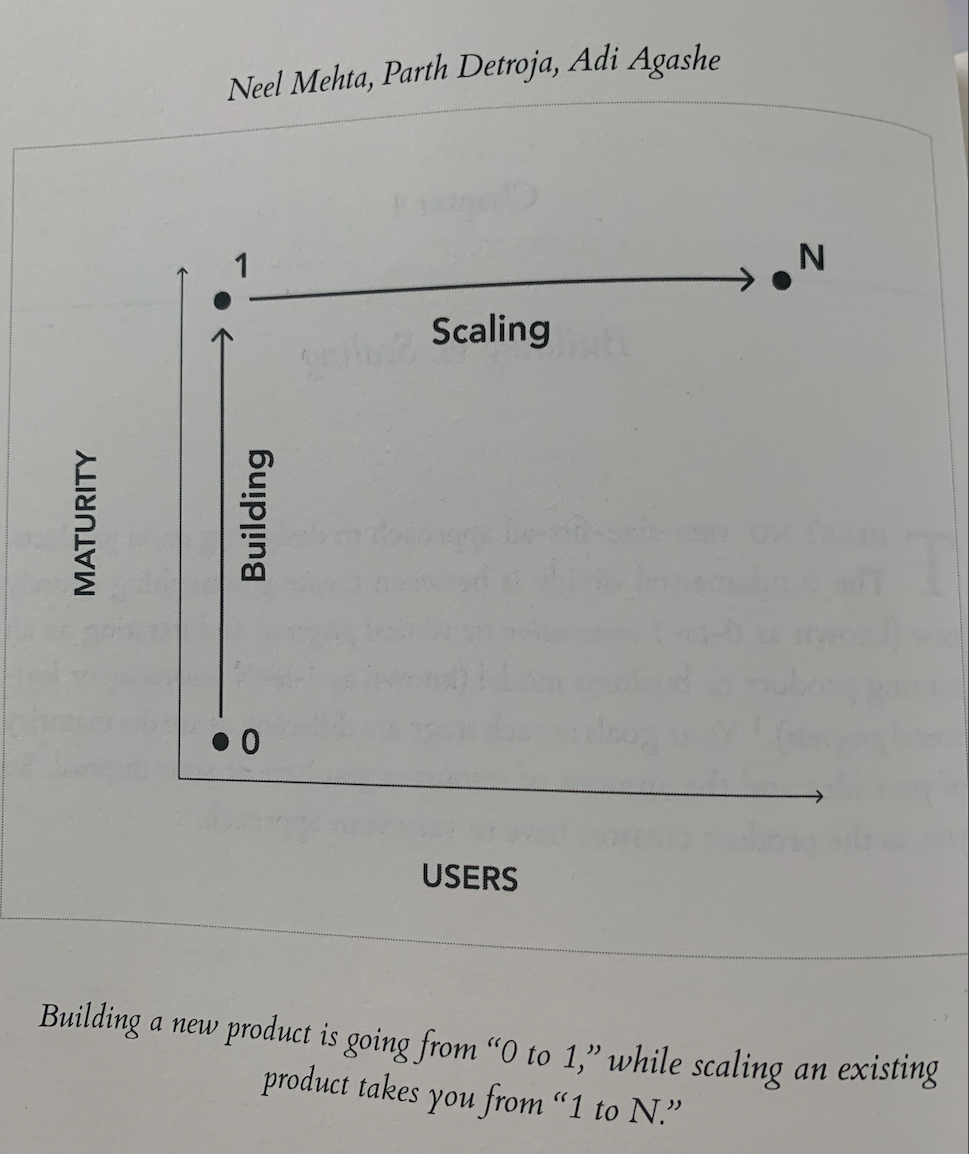 Neel Mehta, Parth Detroja, Adi Agashe
1
N
Scaling
MATURITY
Building
0
USERS
Building a new product is going from “0 to 1,” while scaling an existing
product takes you from “1 to N.”